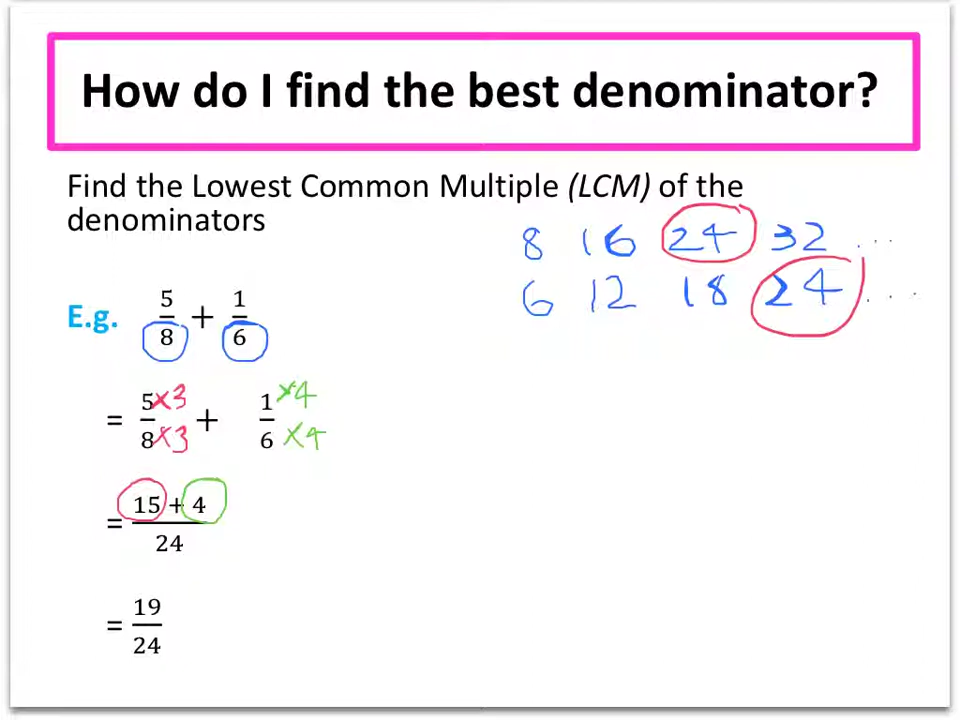 How do I find the best denominator?
Find the Lowest Common Multiple (LCM) of the
denominators
8 16 24 32 ...
6 12 18 24 ...
E.g. 5/8 + 1/6
= 5×3/8×3 + 1×4/6×4
= 15 + 4/24
= 19/24